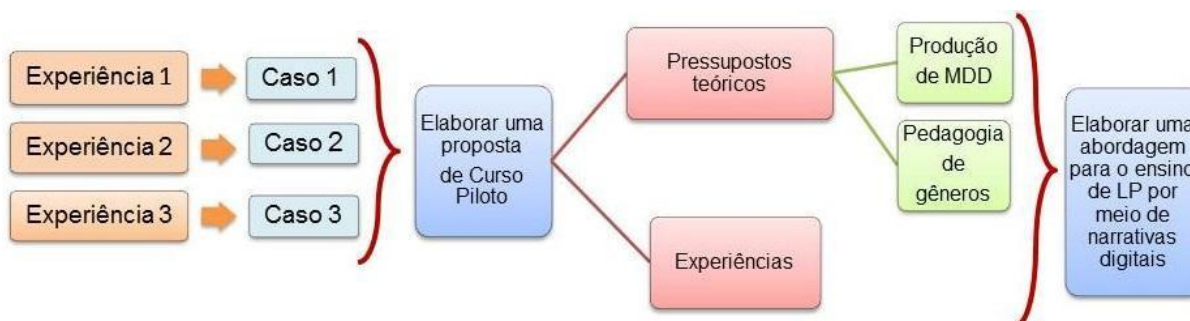 Experiência 1
Caso 1
Experiência 2
Caso 2
Experiência 3
Caso 3
Elaborar uma
proposta
de Curso
Piloto
Pressupostos
teóricos
Experiências
Produção
de MDD
Pedagogia
de
gêneros
Elaborar uma
abordagem
para o ensino
de LP por
meio de
narrativas
digitais